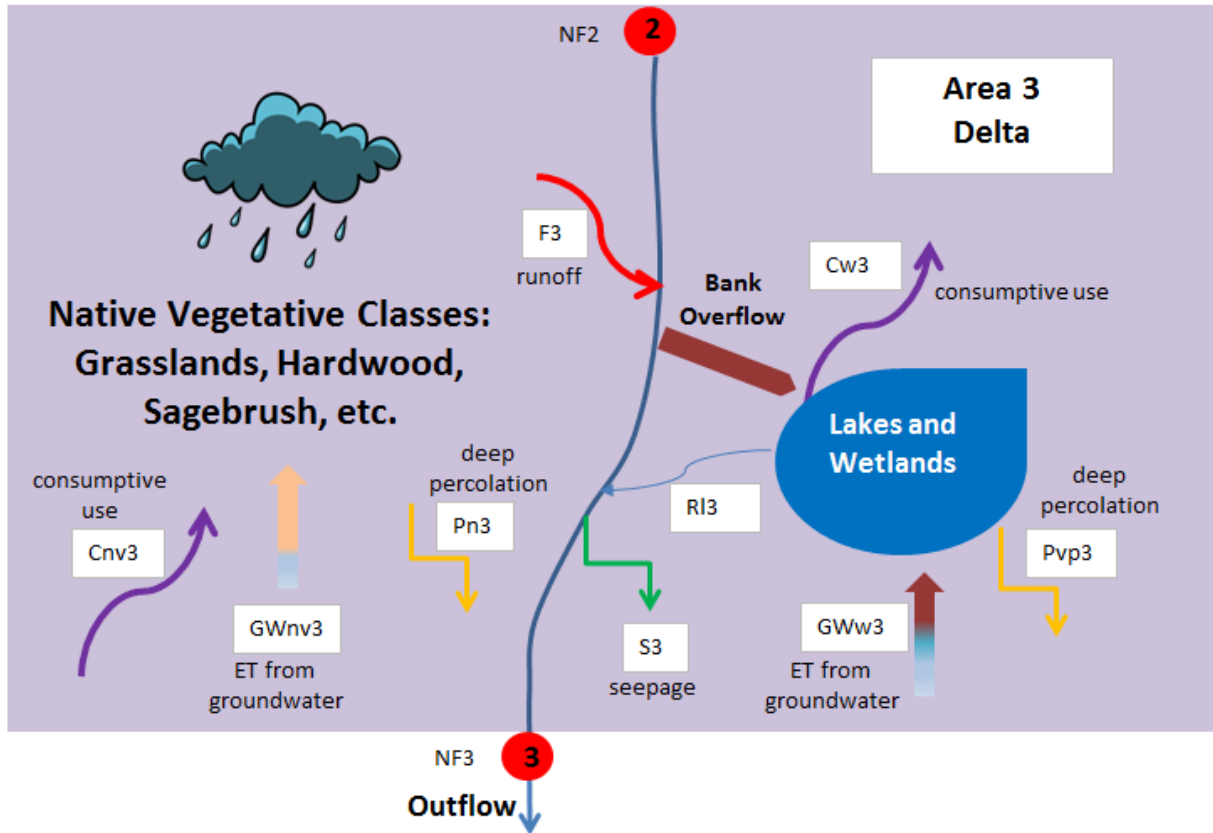 NF2
2
Area 3
Delta
F3
runoff
Cw3
consumptive use
Bank
Overflow
Native Vegetative Classes:
Grasslands, Hardwood,
Sagebrush, etc.
Lakes and
Wetlands
consumptive
use
Cnv3
deep
percolation
Pn3
Rl3
deep
percolation
Pvp3
GWnv3
ET from
groundwater
S3
seepage
GWw3
ET from
groundwater
NF3
3
Outflow